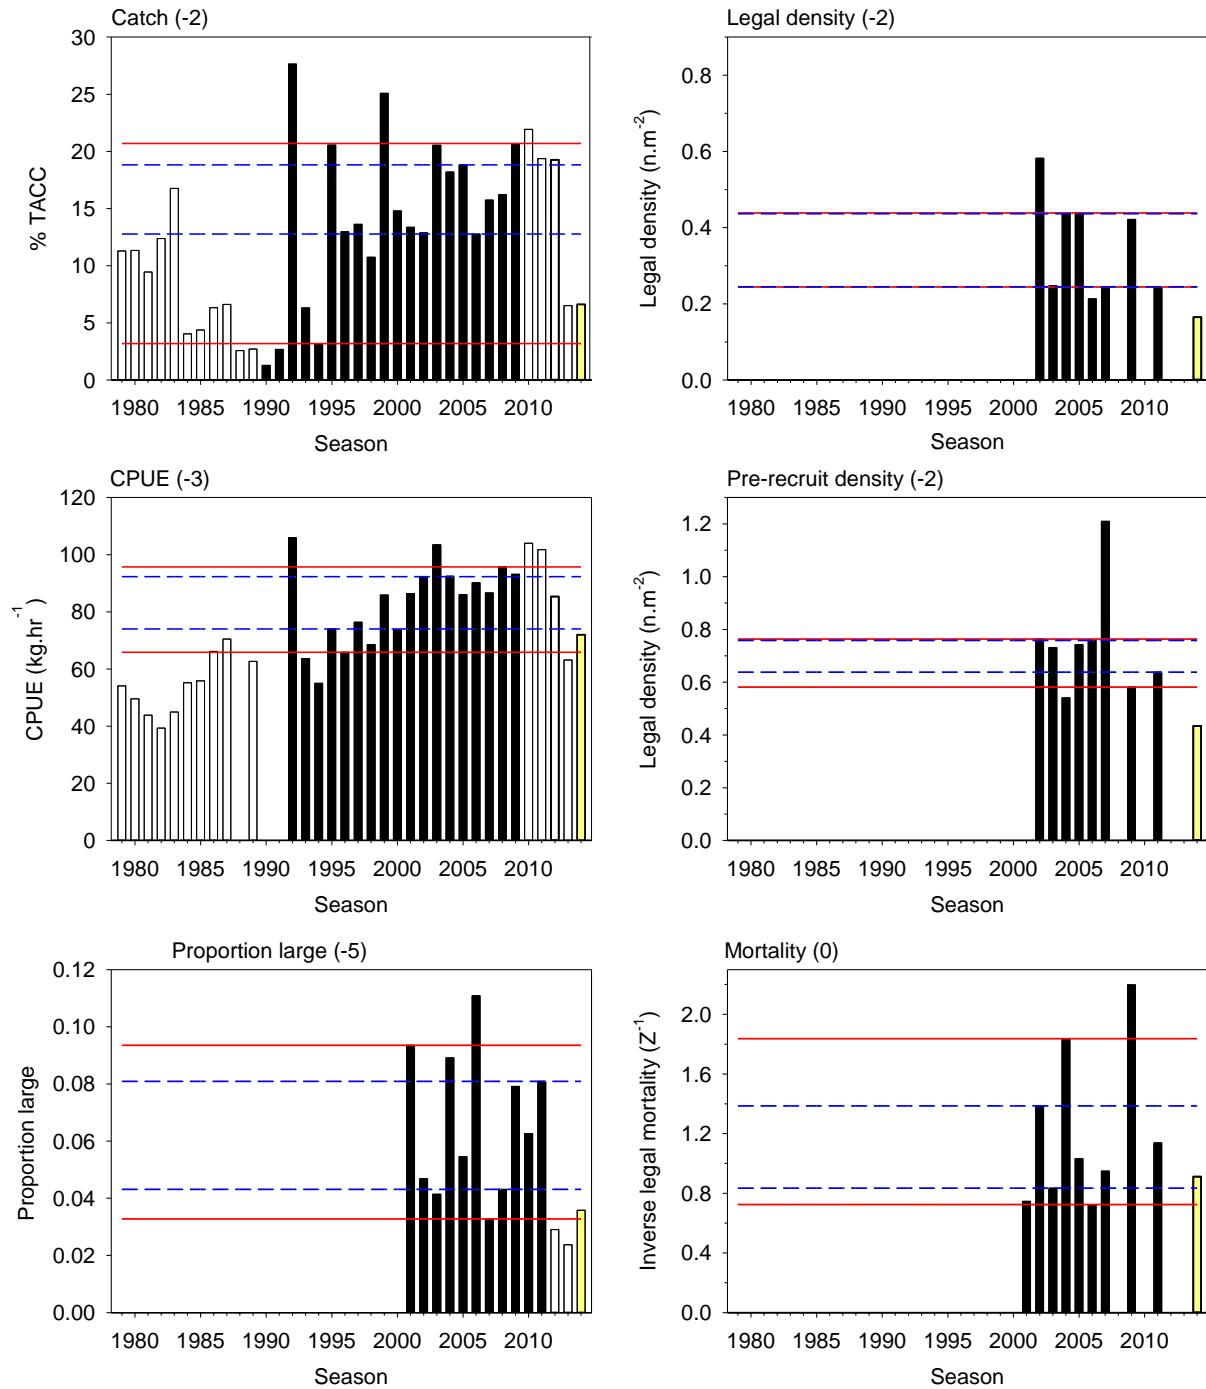 Catch (-2)
30
25
20
15
10
5
0
% TACC
1980 1985 1990 1995 2000 2005 2010
Season
Legal density (-2)
0.8
0.6
0.4
0.2
0.0
Legal density (n.m-2)
1980 1985 1990 1995 2000 2005 2010
Season
CPUE (-3)
120
100
80
60
40
20
0
CPUE (kg.hr-1)
1980 1985 1990 1995 2000 2005 2010
Season
Pre-recruit density (-2)
1.2
1.0
0.8
0.6
0.4
0.2
0.0
Legal density (n.m-2)
1980 1985 1990 1995 2000 2005 2010
Season
Proportion large (-5)
0.12
0.10
0.08
0.06
0.04
0.02
0.00
Proportion large
1980 1985 1990 1995 2000 2005 2010
Season
Mortality (0)
2.0
1.6
1.2
0.8
0.4
0.0
Inverse legal mortality (Z-1)
1980 1985 1990 1995 2000 2005 2010
Season